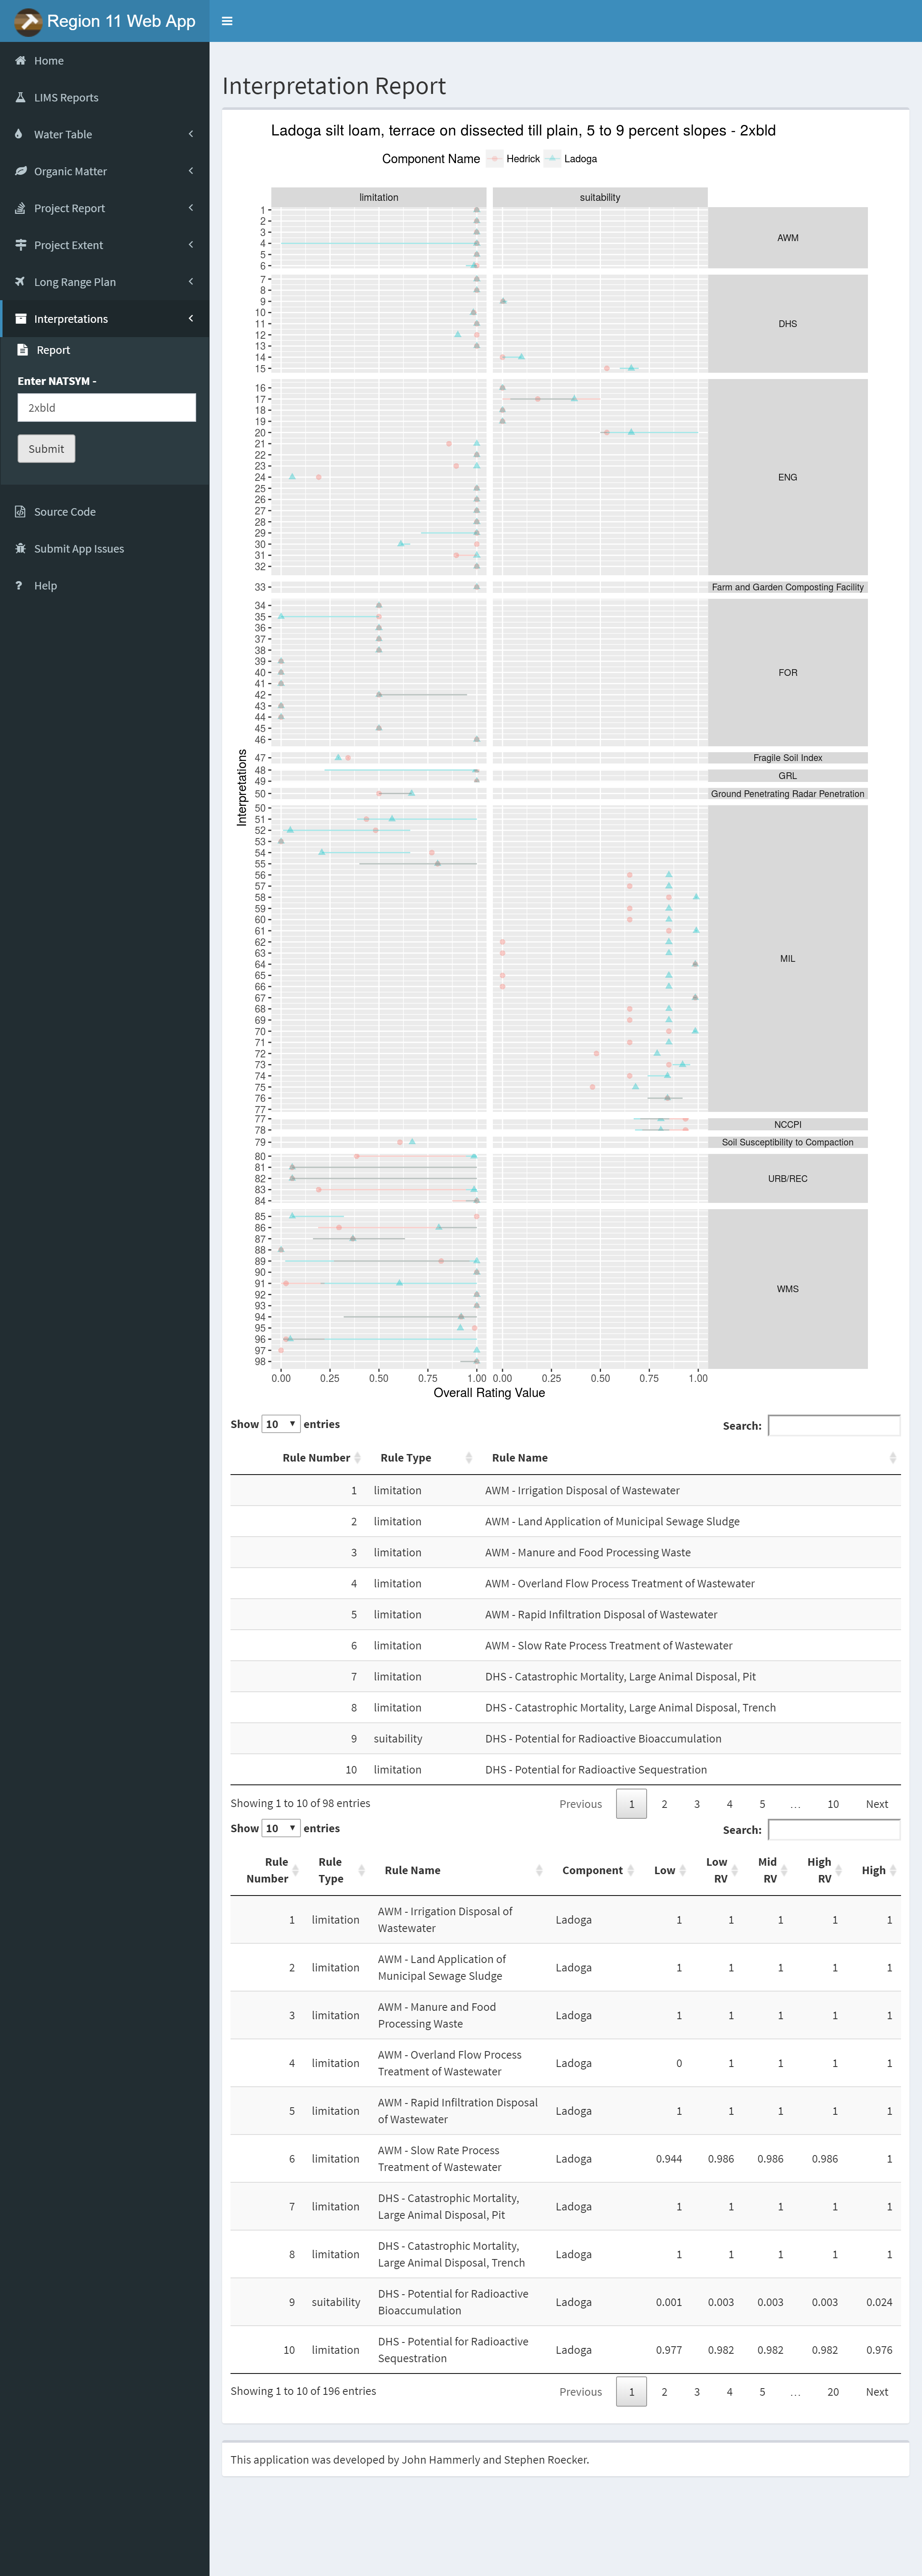 Region 11 Web App
Home
LIMS Reports
Water Table
Organic Matter
Project Report
Project Extent
Long Range Plan
Interpretations
Report
Enter NATSYM -
2xbld
Submit
Source Code
Submit App Issues
Help
Interpretation Report
Ladoga silt loam, terrace on dissected till plain, 5 to 9 percent slopes - 2xbld
Component Name Hedrick Ladoga
limitation suitability
1
2
3
4
5
6
AWM
7
8
9
10
11
12
13
14
15
DHS
16
17
18
19
20
21
22
23
24
25
26
27
28
29
30
31
32
ENG
33
Farm and Garden Composting Facility
34
35
36
37
38
39
40
41
42
43
44
45
46
FOR
47
Fragile Soil Index
48
49
GRL
50
Ground Penetrating Radar Penetration
50
51
52
53
54
55
56
57
58
59
60
61
62
63
64
65
66
67
68
69
70
71
72
73
74
75
76
77
MIL
77
78
NCCPI
79
Soil Susceptibility to Compaction
80
81
82
83
84
URB/REC
85
86
87
88
89
90
91
92
93
94
95
96
97
98
WMS
Interpretations
0.00 0.25 0.50 0.75 1.00 0.00 0.25 0.50 0.75 1.00
Overall Rating Value
Show 10 entries Search:
Rule Number Rule Type Rule Name
1 limitation AWM - Irrigation Disposal of Wastewater
2 limitation AWM - Land Application of Municipal Sewage Sludge
3 limitation AWM - Manure and Food Processing Waste
4 limitation AWM - Overland Flow Process Treatment of Wastewater
5 limitation AWM - Rapid Infiltration Disposal of Wastewater
6 limitation AWM - Slow Rate Process Treatment of Wastewater
7 limitation DHS - Catastrophic Mortality, Large Animal Disposal, Pit
8 limitation DHS - Catastrophic Mortality, Large Animal Disposal, Trench
9 suitability DHS - Potential for Radioactive Bioaccumulation
10 limitation DHS - Potential for Radioactive Sequestration
Showing 1 to 10 of 98 entries Previous 1 2 3 4 5 … 10 Next
Show 10 entries Search:
Rule Number Rule Type Rule Name Component Low Low RV Mid RV High RV High
1 limitation AWM - Irrigation Disposal of Ladoga 1 1 1 1 1
Wastewater
2 limitation AWM - Land Application of Ladoga 1 1 1 1 1
Municipal Sewage Sludge
3 limitation AWM - Manure and Food Ladoga 1 1 1 1 1
Processing Waste
4 limitation AWM - Overland Flow Process Ladoga 0 1 1 1 1
Treatment of Wastewater
5 limitation AWM - Rapid Infiltration Disposal Ladoga 1 1 1 1 1
of Wastewater
6 limitation AWM - Slow Rate Process Ladoga 0.944 0.986 0.986 0.986 1
Treatment of Wastewater
7 limitation DHS - Catastrophic Mortality, Ladoga 1 1 1 1 1
Large Animal Disposal, Pit
8 limitation DHS - Catastrophic Mortality, Ladoga 1 1 1 1 1
Large Animal Disposal, Trench
9 suitability DHS - Potential for Radioactive Ladoga 0.001 0.003 0.003 0.003 0.024
Bioaccumulation
10 limitation DHS - Potential for Radioactive Ladoga 0.977 0.982 0.982 0.982 0.976
Sequestration
Showing 1 to 10 of 196 entries Previous 1 2 3 4 5 … 20 Next
This application was developed by John Hammerly and Stephen Roecker.